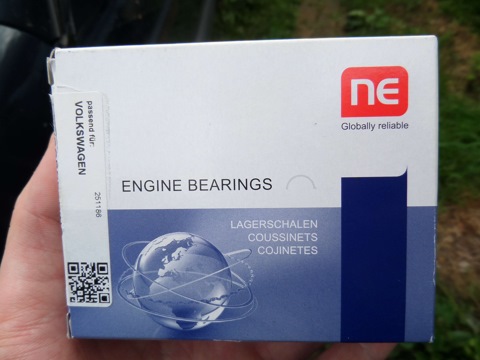 ne
Globally reliable
passend für:
VOLKSWAGEN
251186
ENGINE BEARINGS
LAGERSCHALEN
COUSSINETS
COJINETES